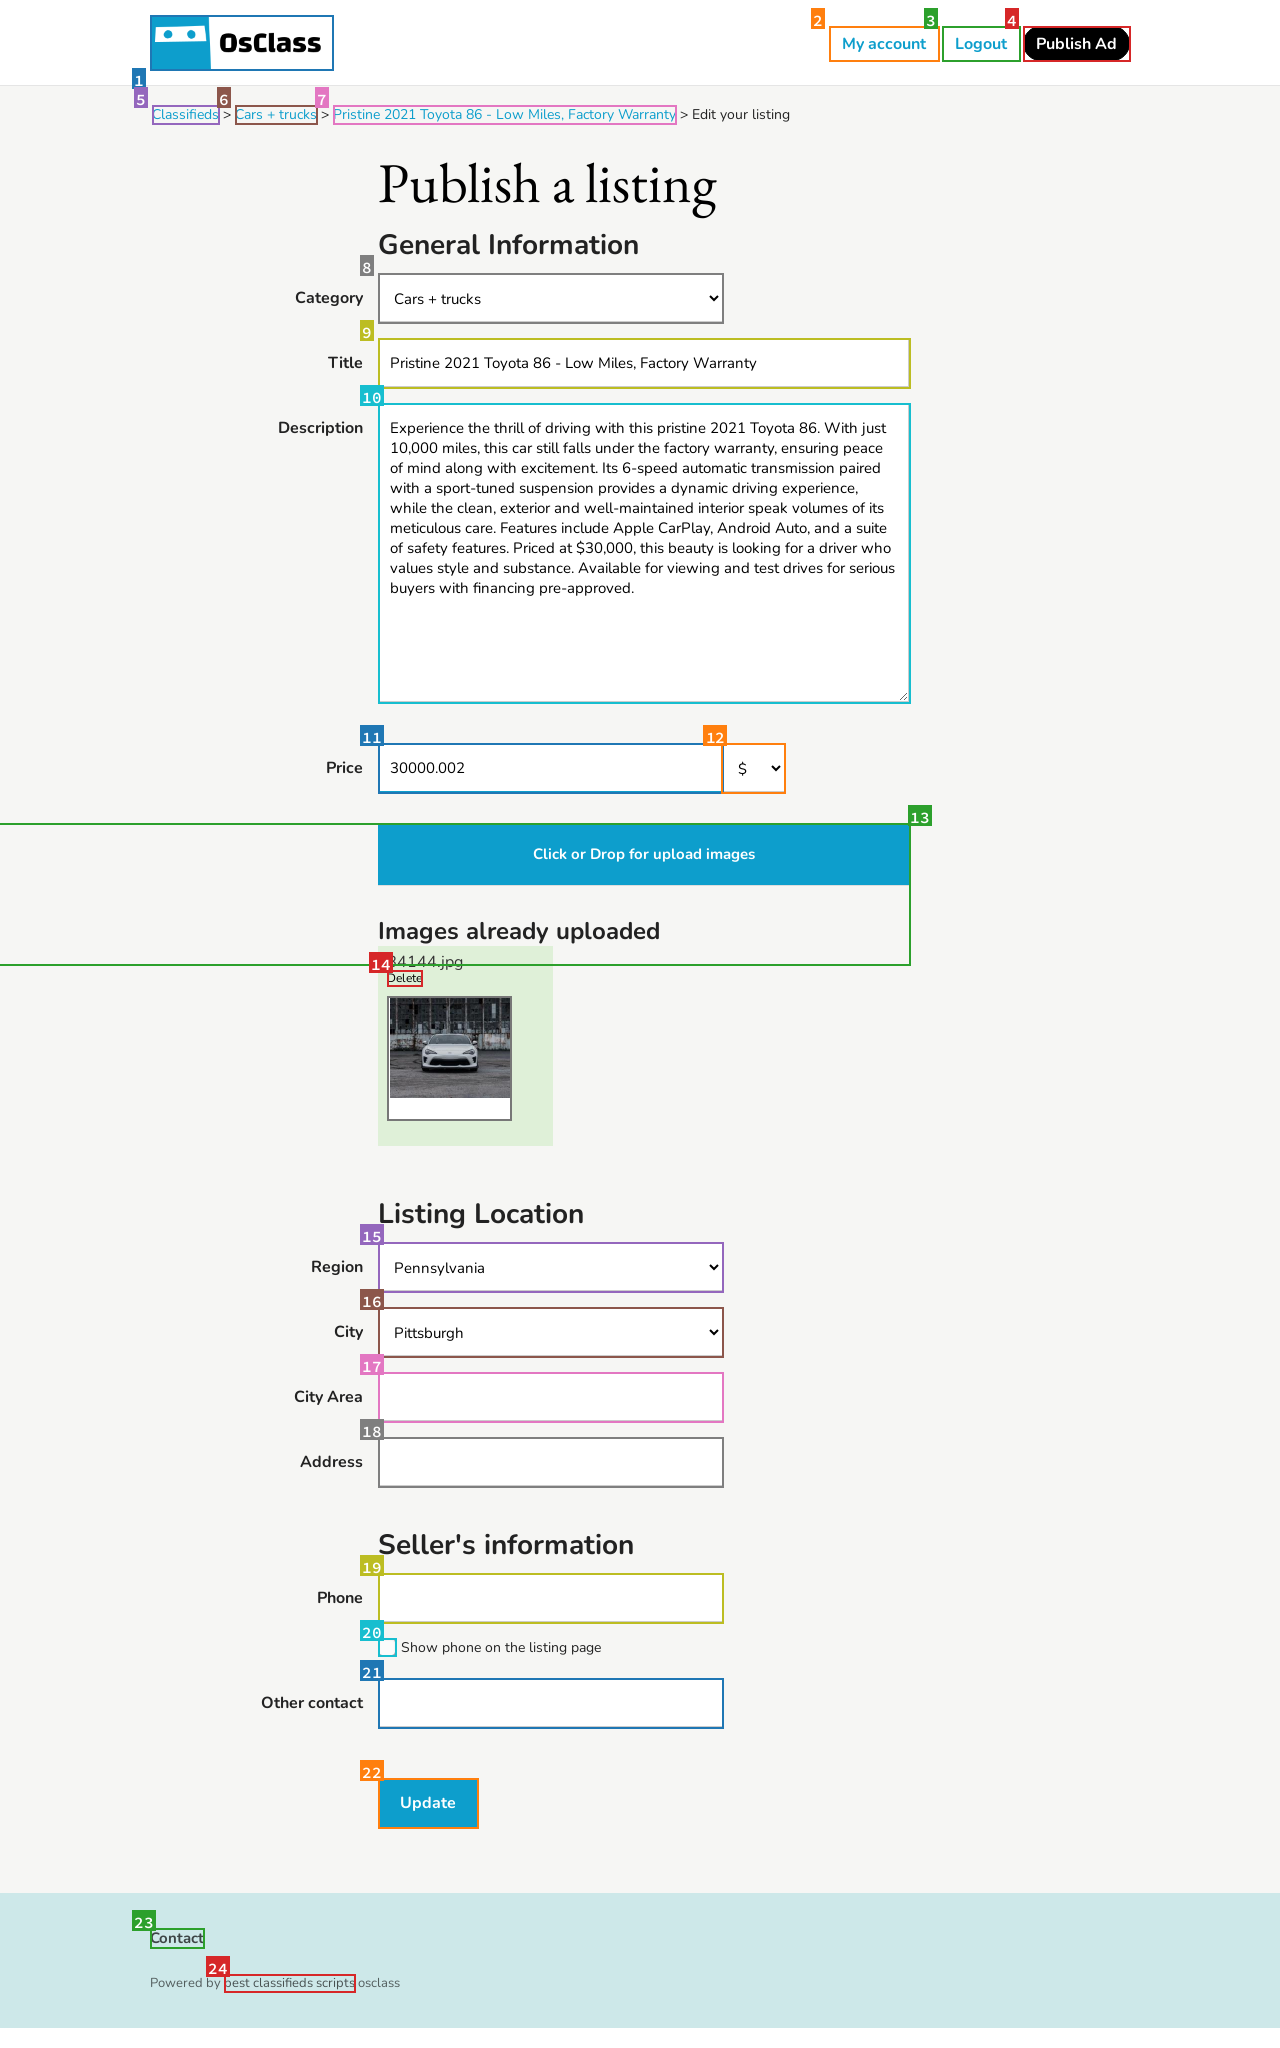 OsClass
2
3
4
My account
Logout
Publish Ad
1
5
6
7
Classifieds > Cars + trucks > Pristine 2021 Toyota 86 - Low Miles, Factory Warranty > Edit your listing
Publish a listing
General Information
8
Category
Cars + trucks
9
Title
Pristine 2021 Toyota 86 - Low Miles, Factory Warranty
10
Description
Experience the thrill of driving with this pristine 2021 Toyota 86. With just
10,000 miles, this car still falls under the factory warranty, ensuring peace
of mind along with excitement. Its 6-speed automatic transmission paired
with a sport-tuned suspension provides a dynamic driving experience,
while the clean, exterior and well-maintained interior speak volumes of its
meticulous care. Features include Apple CarPlay, Android Auto, and a suite
of safety features. Priced at $30,000, this beauty is looking for a driver who
values style and substance. Available for viewing and test drives for serious
buyers with financing pre-approved.
11
12
Price
30000.002
$
13
Click or Drop for upload images
Images already uploaded
14
84144.jpg
Delete
Listing Location
15
Region
Pennsylvania
16
City
Pittsburgh
17
City Area
18
Address
Seller's information
19
Phone
20
Show phone on the listing page
21
Other contact
22
Update
23
Contact
24
Powered by best classifieds scripts osclass